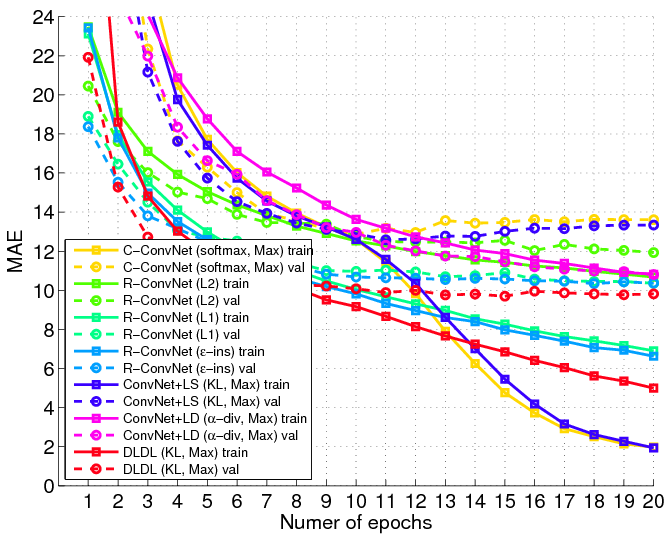 24
22
20
18
16
14
12
10
8
6
4
2
0
MAE
C–ConvNet (softmax, Max) train
C–ConvNet (softmax, Max) val
R–ConvNet (L2) train
R–ConvNet (L2) val
R–ConvNet (L1) train
R–ConvNet (L1) val
R–ConvNet (ε–ins) train
R–ConvNet (ε–ins) val
ConvNet+LS (KL, Max) train
ConvNet+LS (KL, Max) val
ConvNet+LD (α–div, Max) train
ConvNet+LD (α–div, Max) val
DLDL (KL, Max) train
DLDL (KL, Max) val
1 2 3 4 5 6 7 8 9 10 11 12 13 14 15 16 17 18 19 20
Numer of epochs